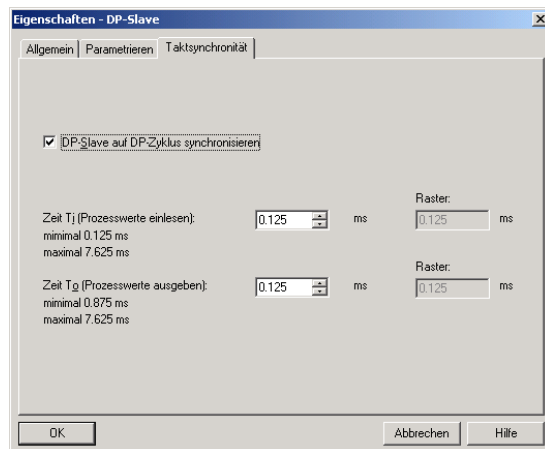 Eigenschaften - DP-Slave
Allgemein Parametrieren Taktsynchronität
DP-Slave auf DP-Zyklus synchronisieren
Raster:
Zeit Ti (Prozesswerte einlesen): 0.125 ms 0.125 ms
mimimal 0.125 ms
maximal 7.625 ms
Raster:
Zeit To (Prozesswerte ausgeben): 0.125 ms 0.125 ms
minimal 0.875 ms
maximal 7.625 ms
OK Abbrechen Hilfe